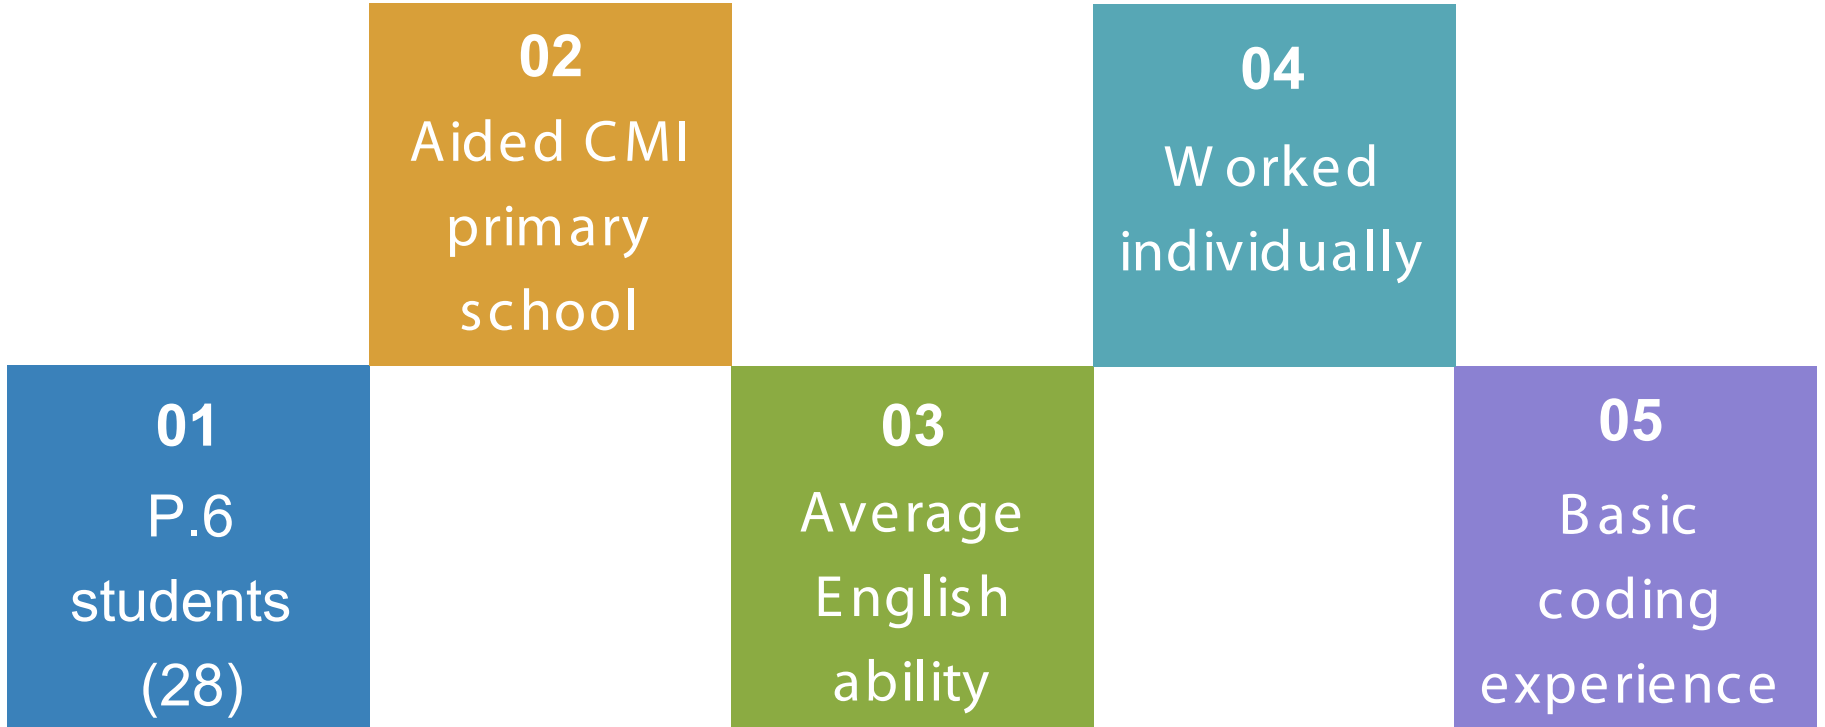 01
P.6
students
(28)
02
Aided CMI
primary
school
03
Average
English
ability
04
Worked
individually
05
Basic
coding
experience